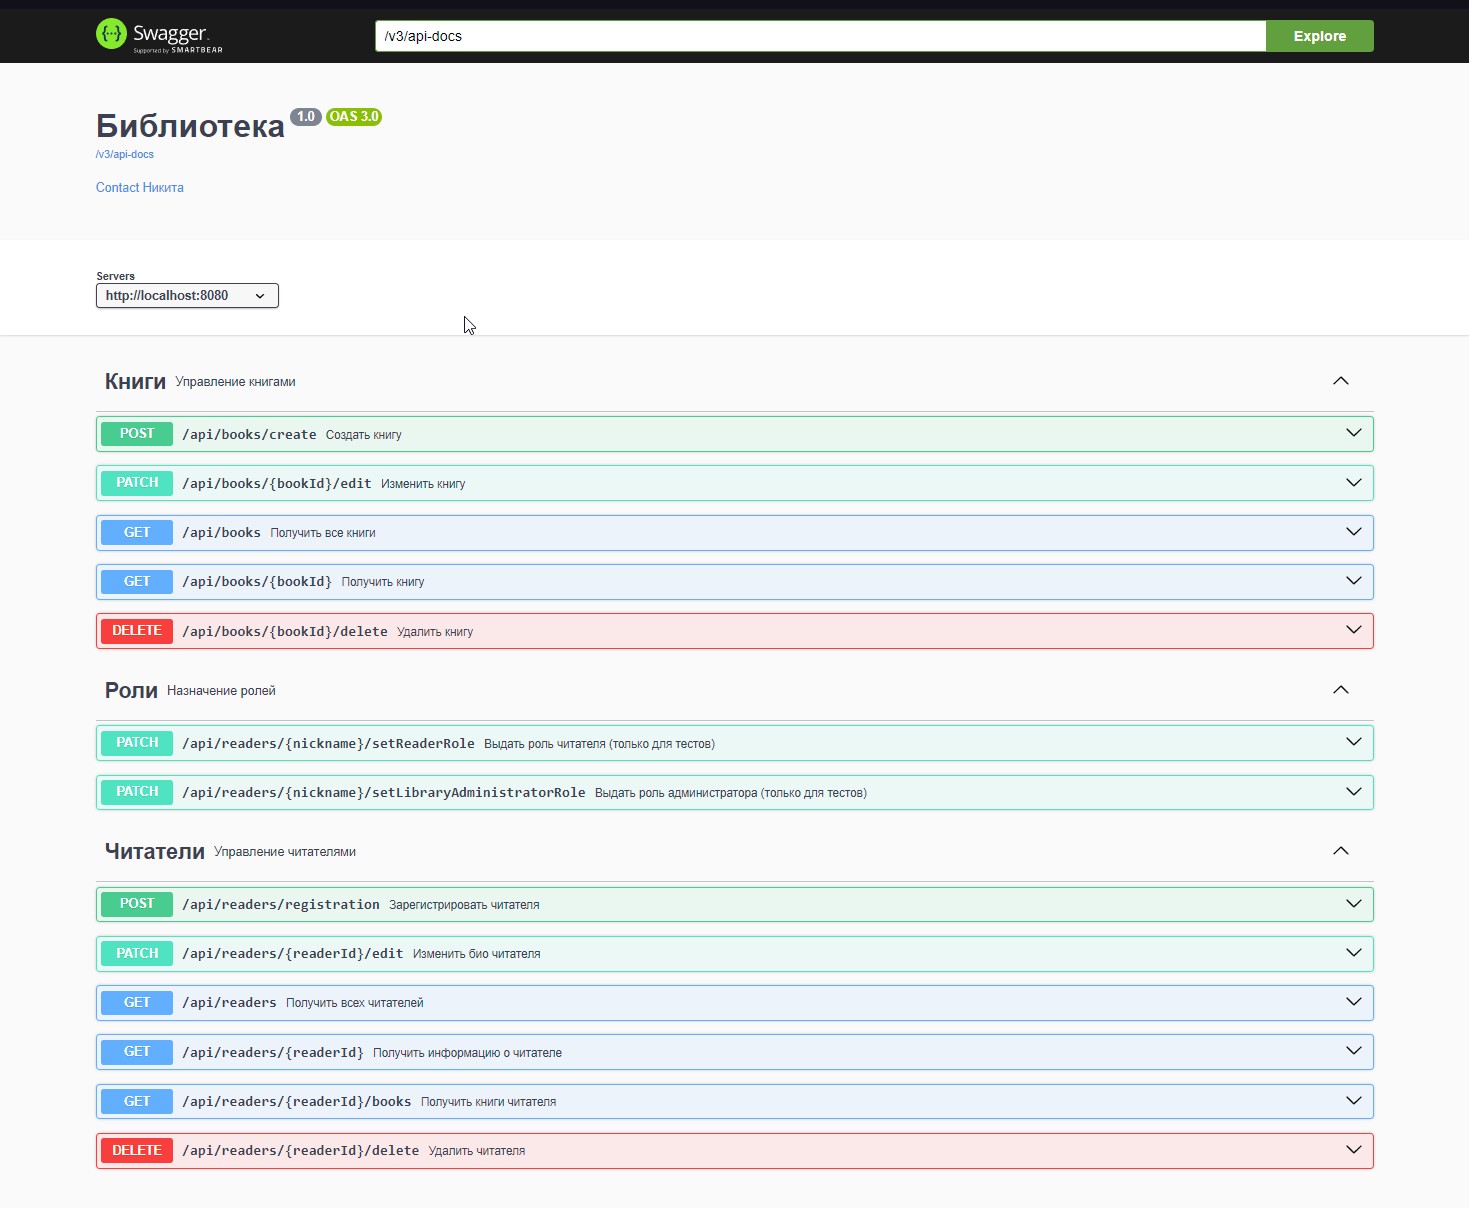 Swagger.
Supported by SMARTBEAR
/v3/api-docs
Explore
Библиотека 1.0 OAS 3.0
/v3/api-docs
Contact Никита
Servers
http://localhost:8080
Книги Управление книгами
POST /api/books/create Создать книгу
PATCH /api/books/{bookId}/edit Изменить книгу
GET /api/books Получить все книги
GET /api/books/{bookId} Получить книгу
DELETE /api/books/{bookId}/delete Удалить книгу
Роли Назначение ролей
PATCH /api/readers/{nickname}/setReaderRole Выдать роль читателя (только для тестов)
PATCH /api/readers/{nickname}/setLibraryAdministratorRole Выдать роль администратора (только для тестов)
Читатели Управление читателями
POST /api/readers/registration Зарегистрировать читателя
PATCH /api/readers/{readerId}/edit Изменить био читателя
GET /api/readers Получить всех читателей
GET /api/readers/{readerId} Получить информацию о читателе
GET /api/readers/{readerId}/books Получить книги читателя
DELETE /api/readers/{readerId}/delete Удалить читателя